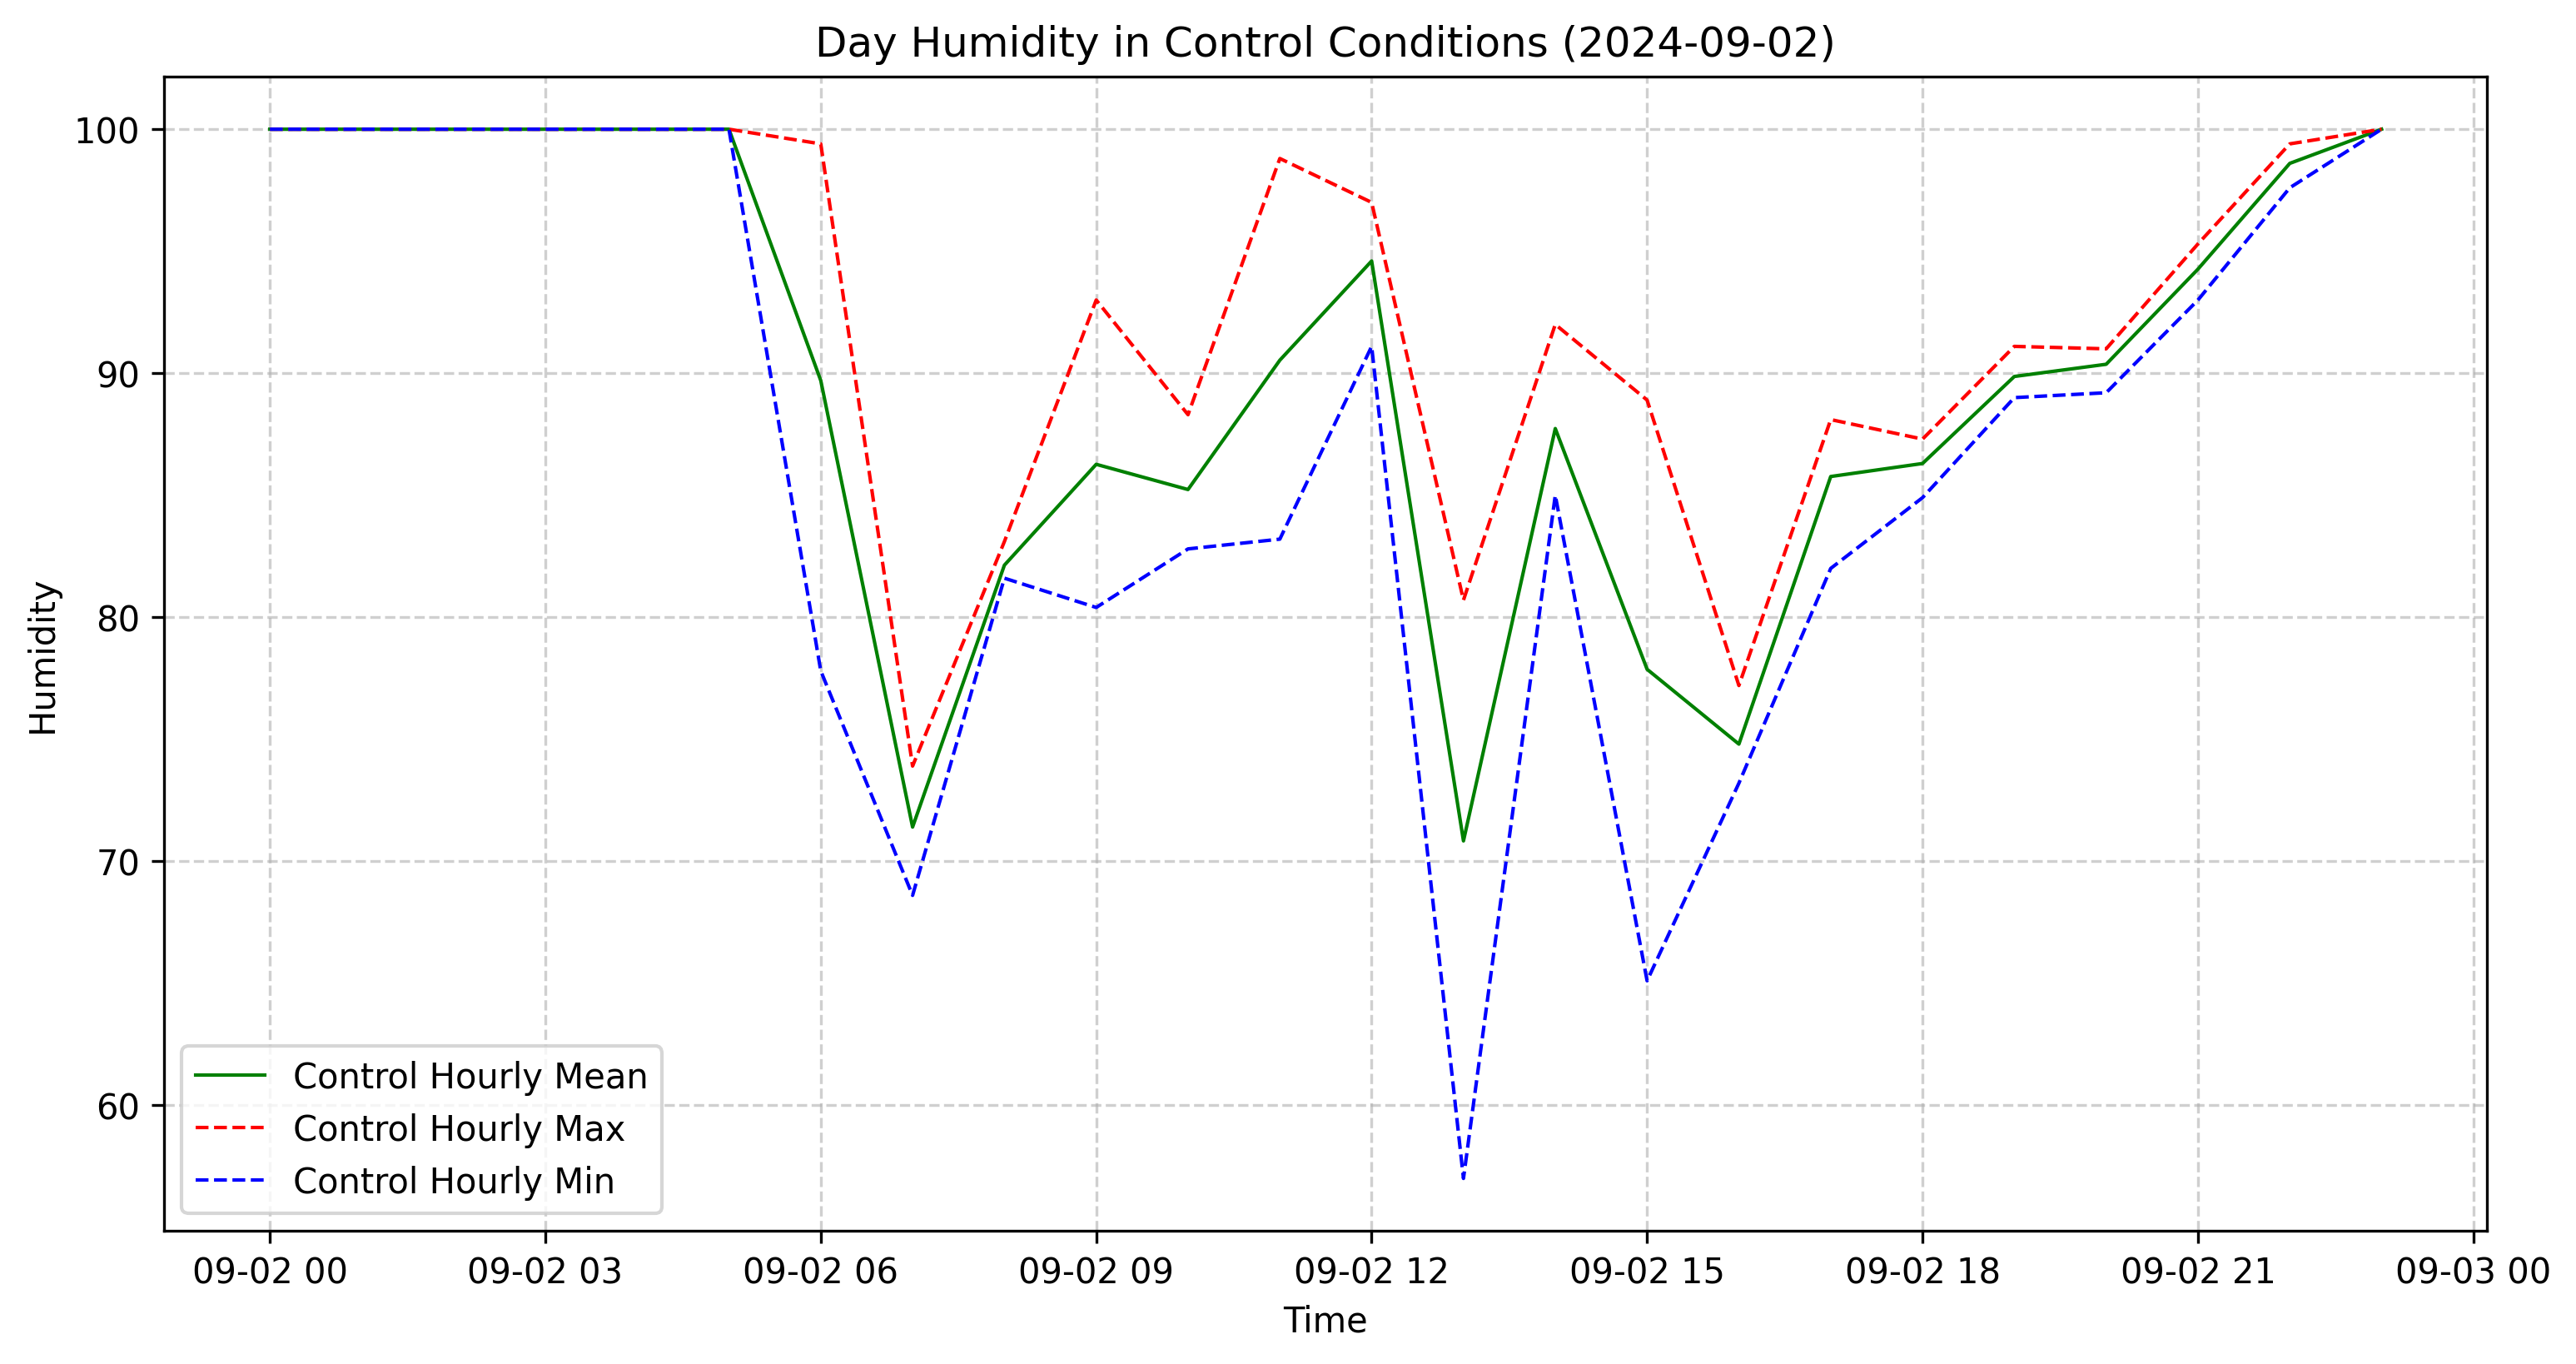 Day Humidity in Control Conditions (2024-09-02)
Humidity
100
90
80
70
60
Control Hourly Mean
Control Hourly Max
Control Hourly Min
09-02 00 09-02 03 09-02 06 09-02 09 09-02 12 09-02 15 09-02 18 09-02 21 09-03 00
Time